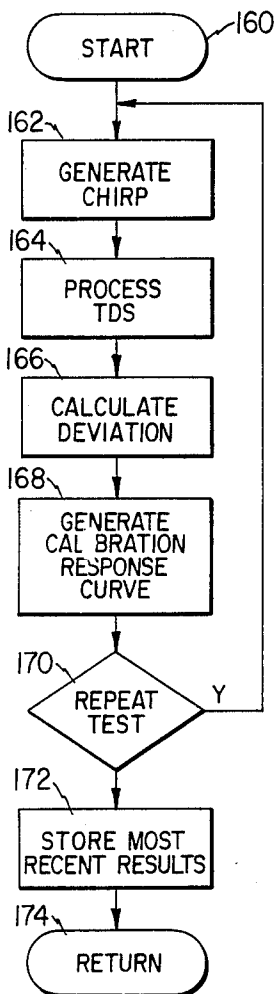 START
160
162
GENERATE
CHIRP
164
PROCESS
TDS
166
CALCULATE
DEVIATION
168
GENERATE
CAL BRATION
RESPONSE
CURVE
170
REPEAT
TEST
Y
172
STORE MOST
RECENT RESULTS
174
RETURN